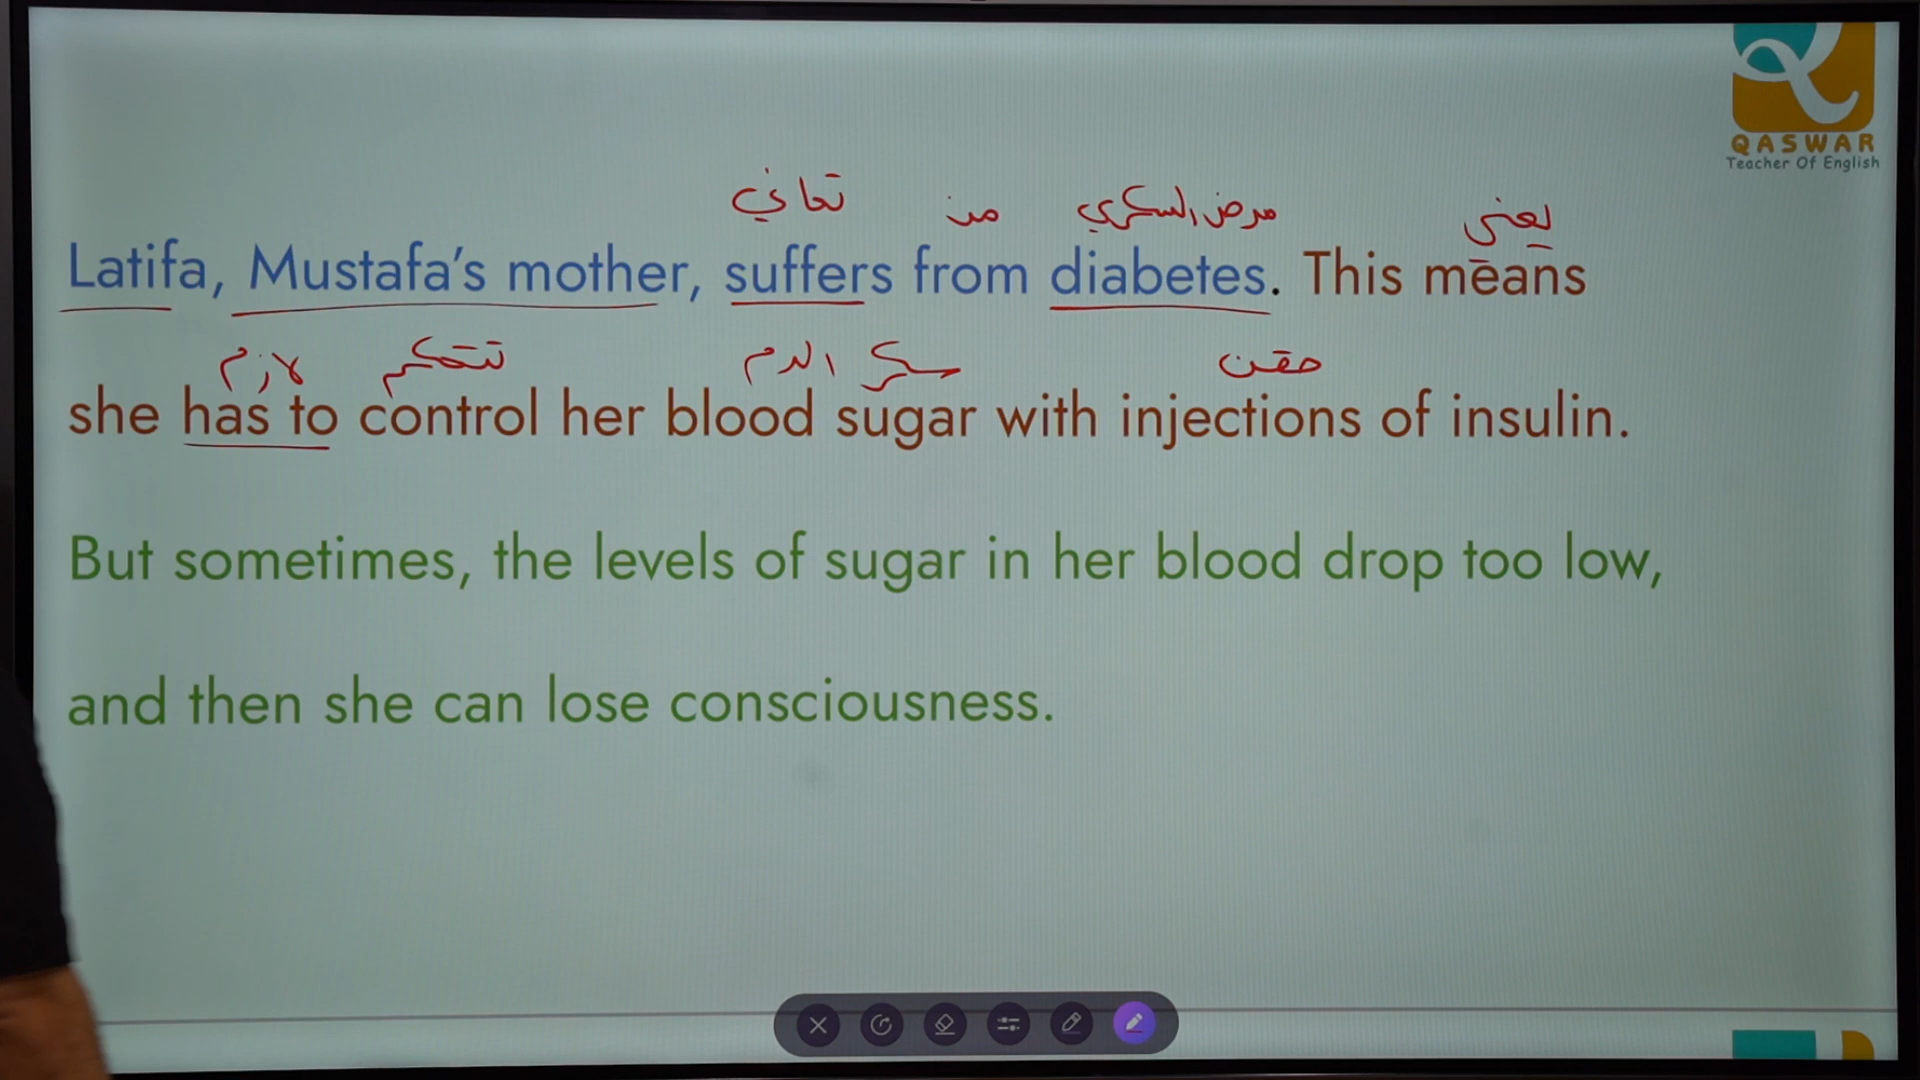 QASWAR
Teacher Of English
تعاني من مرض السكري يعني
Latifa, Mustafa's mother, suffers from diabetes. This means
لازم تتحكم سكر الدم حقن
she has to control her blood sugar with injections of insulin.
But sometimes, the levels of sugar in her blood drop too low,
and then she can lose consciousness.